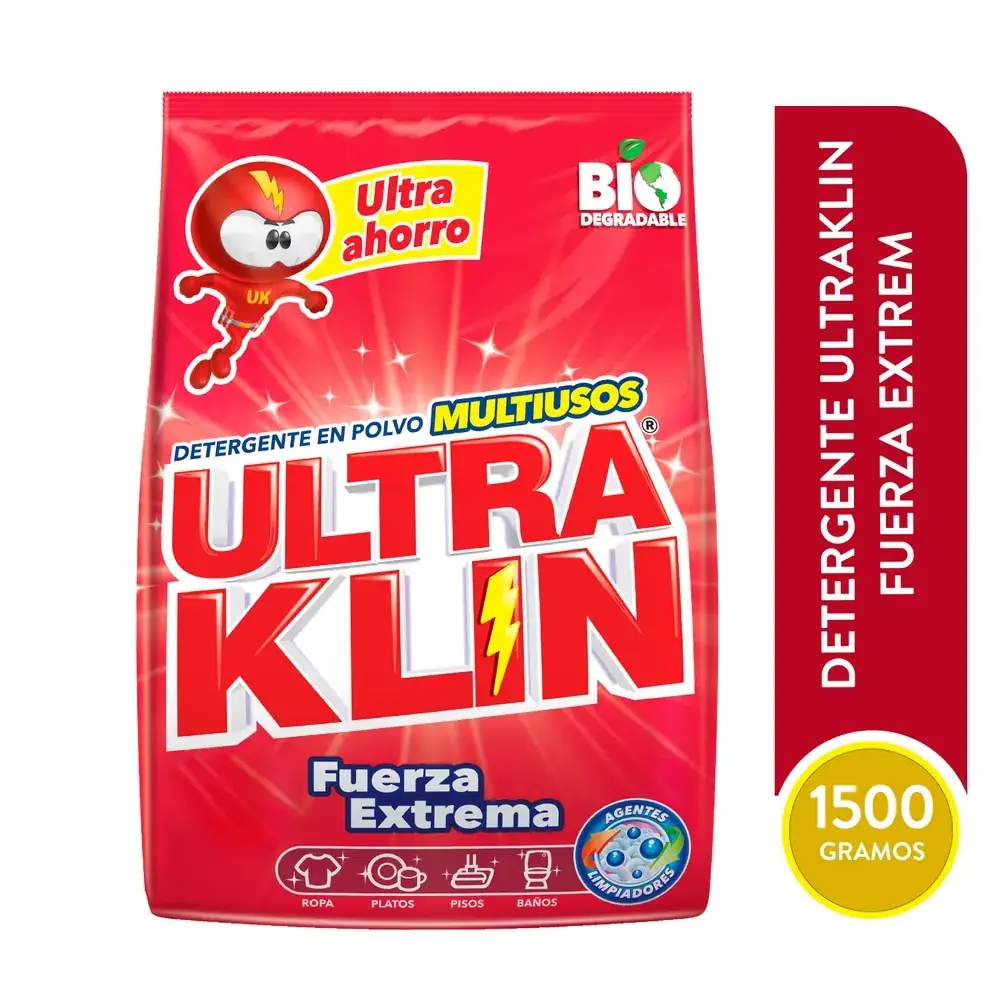 Ultra
ahorro
BIO
DEGRADABLE
UK
DETERGENTE EN POLVO MULTIUSOS
ULTRA®
KLIN
Fuerza
Extrema
AGENTES
LIMPIADORES
ROPA PLATOS PISOS BAÑOS
DETERGENTE ULTRAKLIN
FUERZA EXTREM
1500
GRAMOS